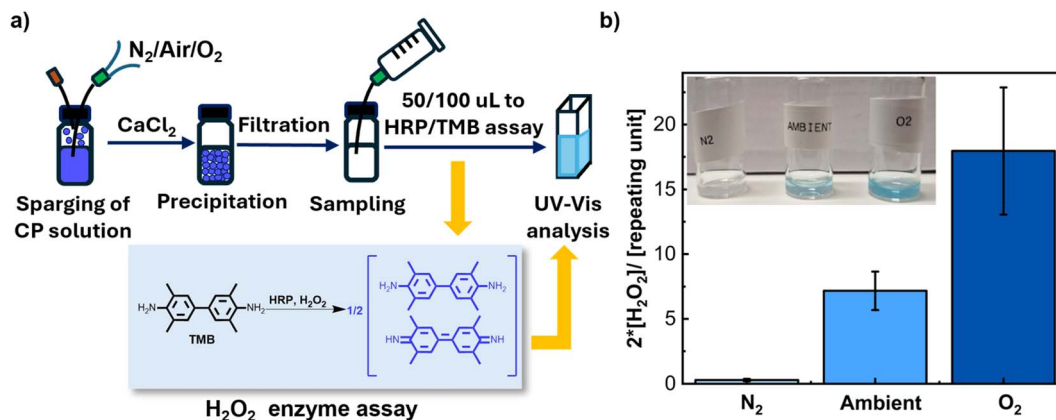 a)
N₂/Air/O₂
CaCl₂
Filtration
50/100 uL to
HRP/TMB assay
Sparging of
CP solution
Precipitation
Sampling
UV-Vis
analysis
H₂N
NH₂
HRP, H₂O₂
TMB
1/2
H₂N
NH₂
HN
NH
H₂O₂ enzyme assay
b)
2*[H₂O₂]/ [repeating unit]
20
15
10
5
0
N2
AMBIENT
O2
N₂
Ambient
O₂